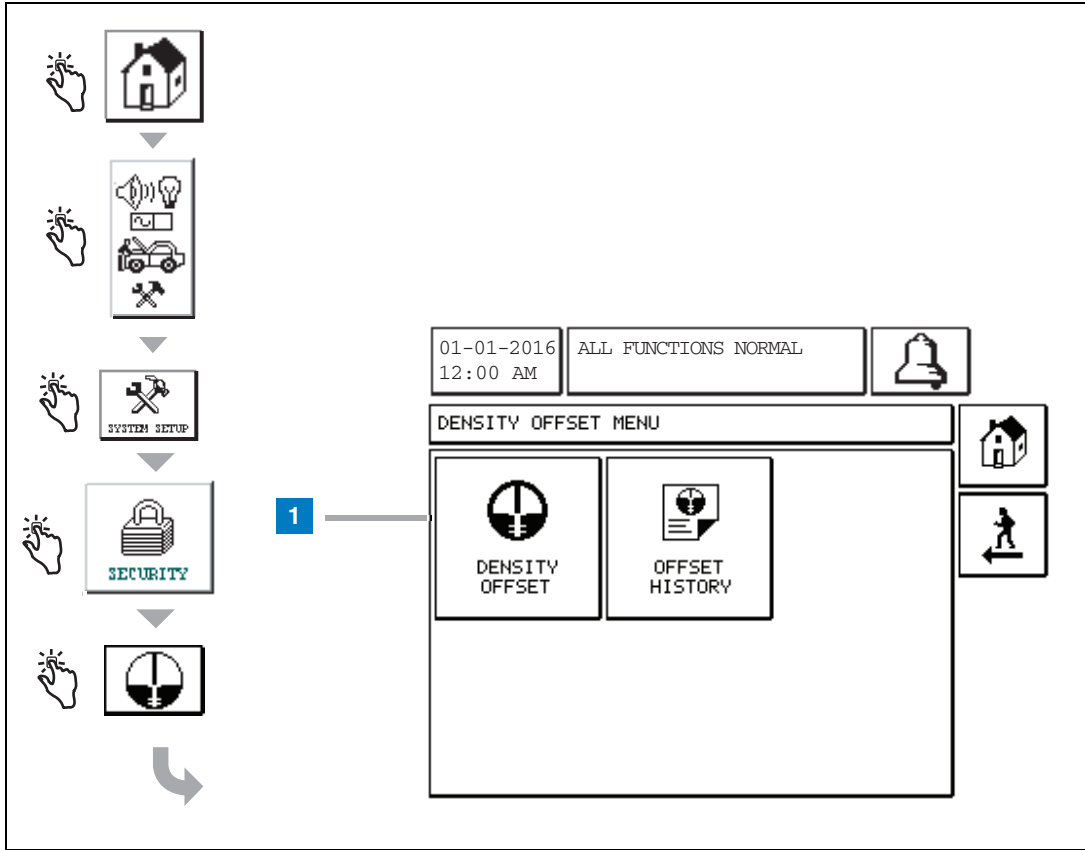 SYSTEM SETUP
SECURITY
01-01-2016
12:00 AM
ALL FUNCTIONS NORMAL
DENSITY OFFSET MENU
1
DENSITY
OFFSET
OFFSET
HISTORY